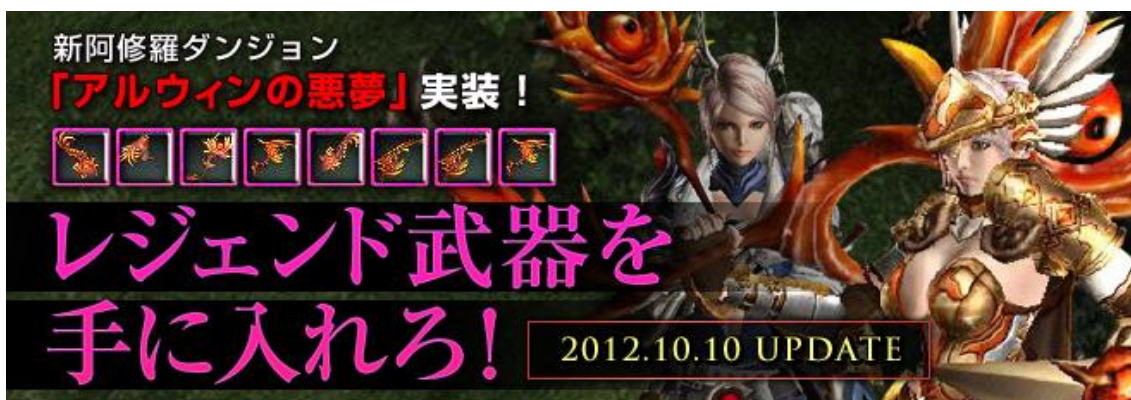 新阿修羅ダンジョン
「アルウィンの悪夢」実装！
レジェンド武器を
手に入れろ！
2012.10.10 UPDATE